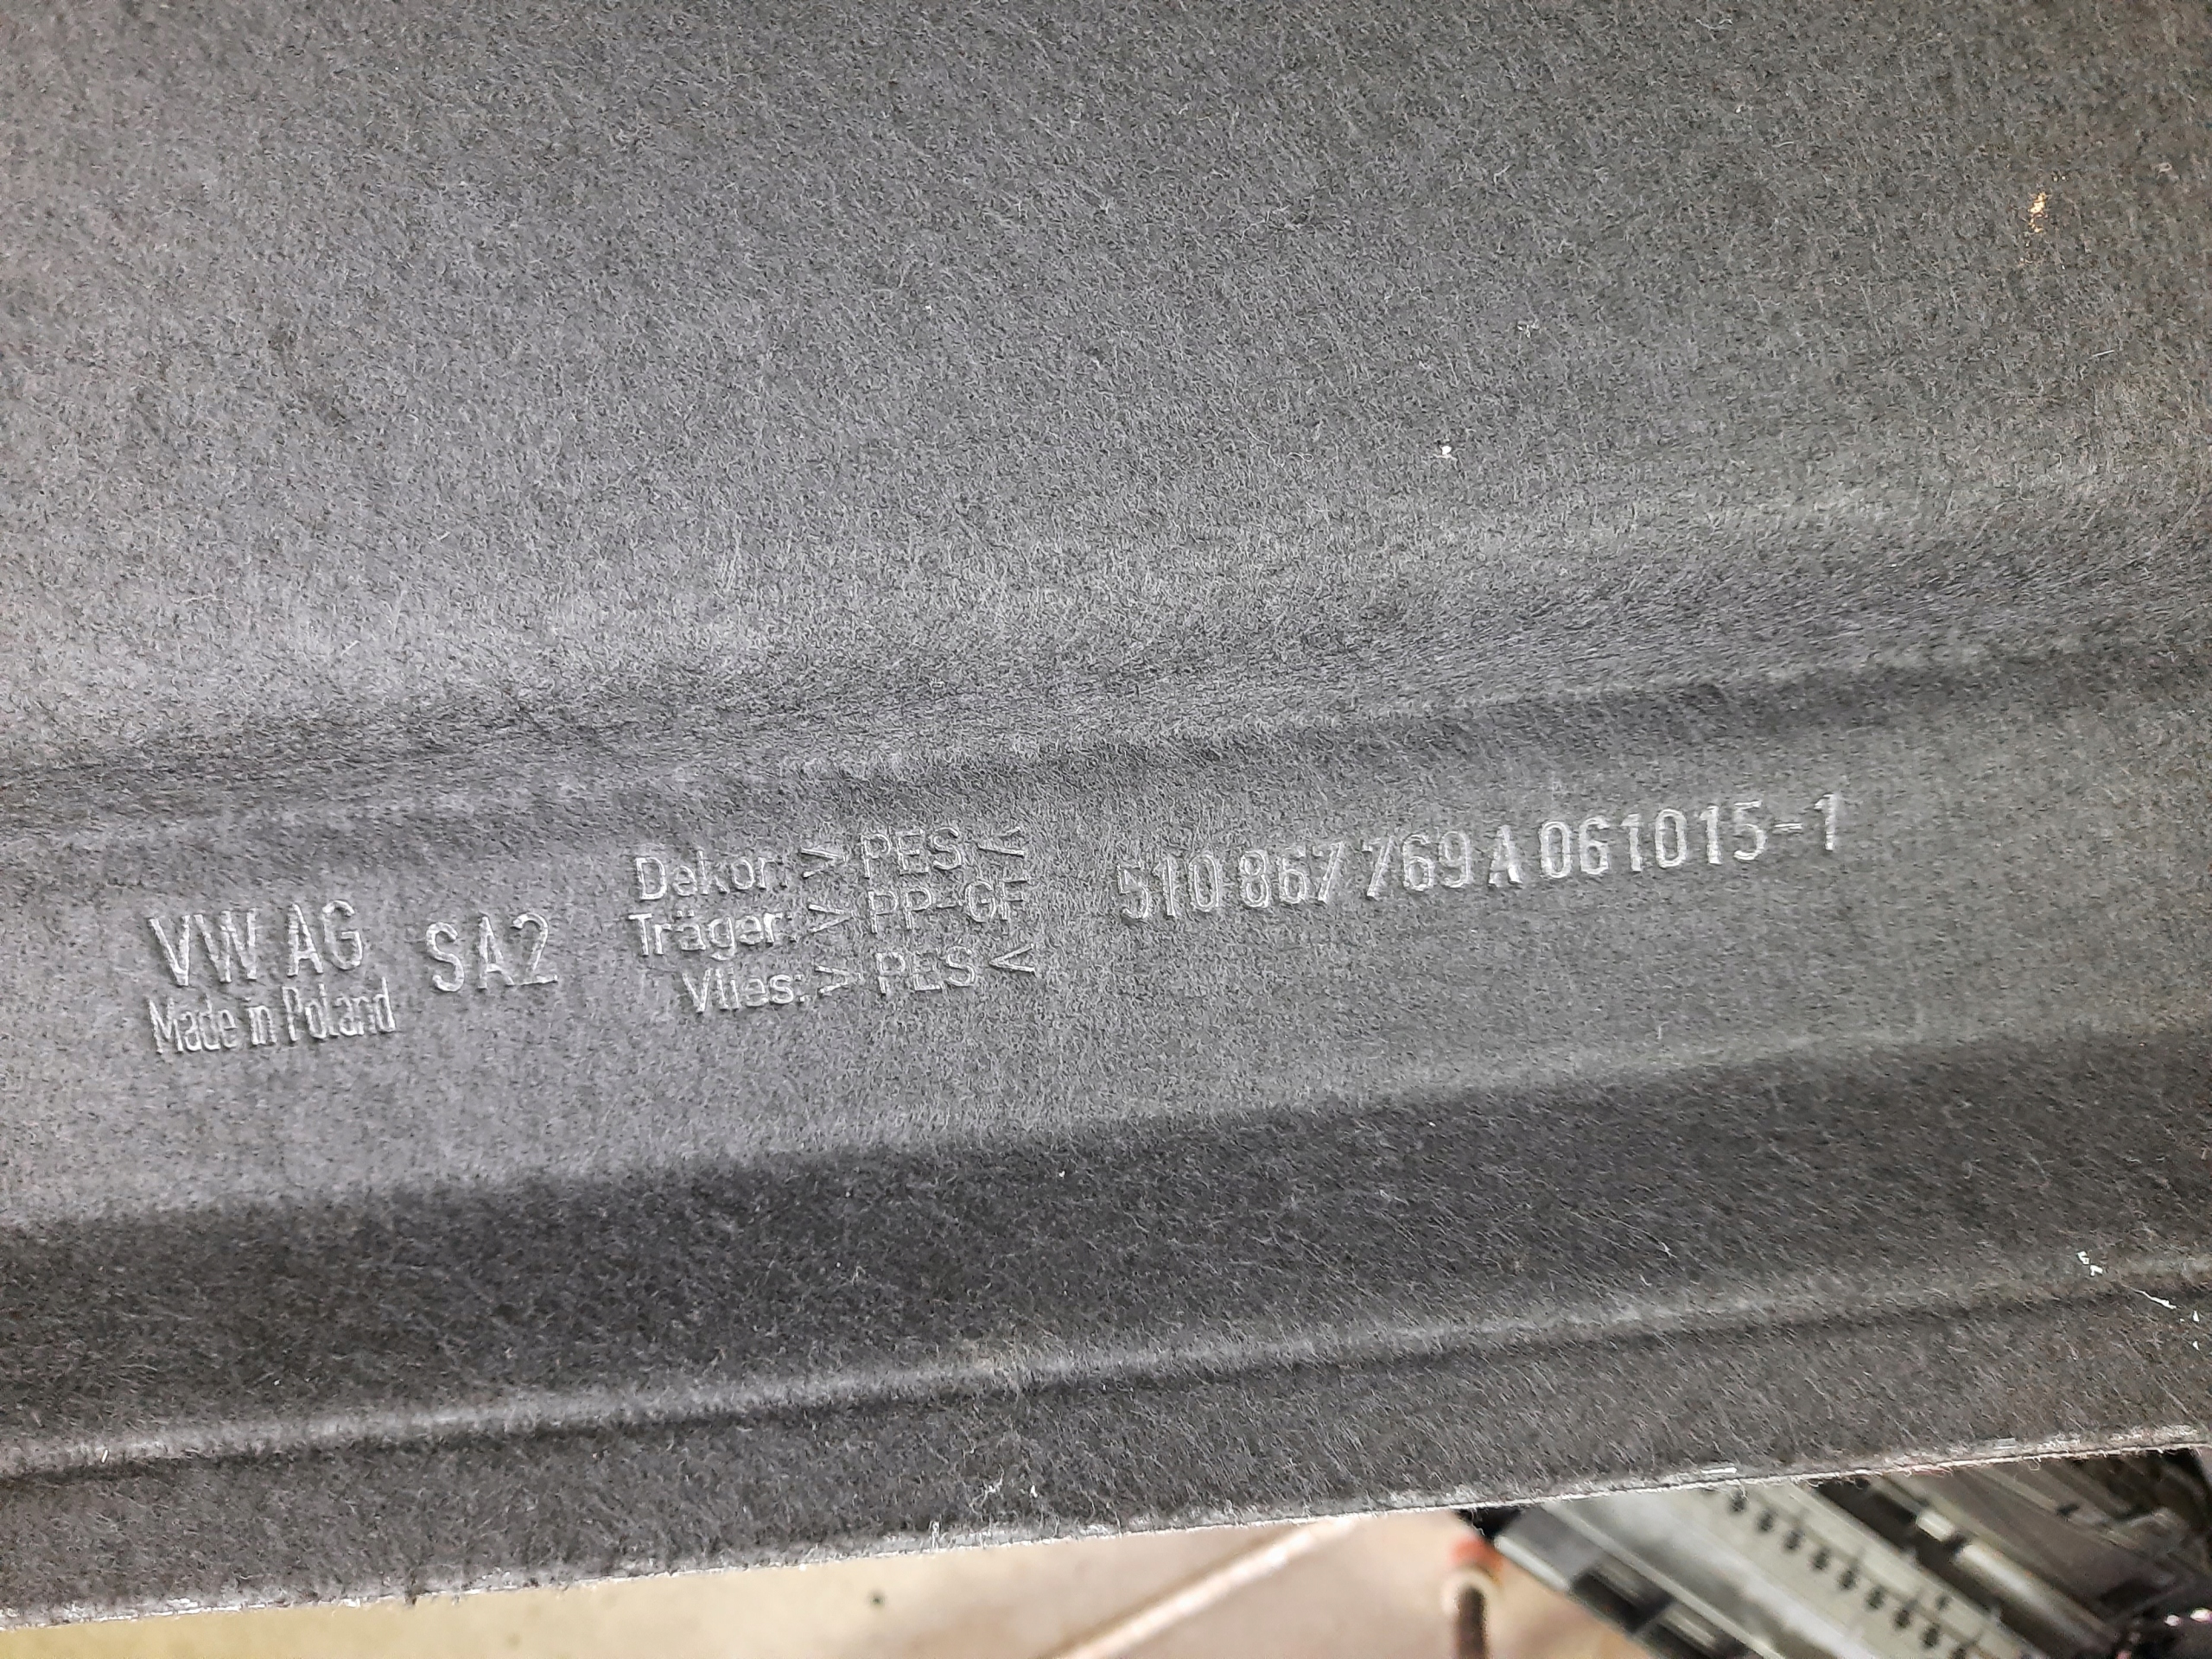 VW AG SA2
Made in Poland
Dekor: > PES <
Träger: > PP-GF
Vlies: > PES <
510 867 769 A 061015-1